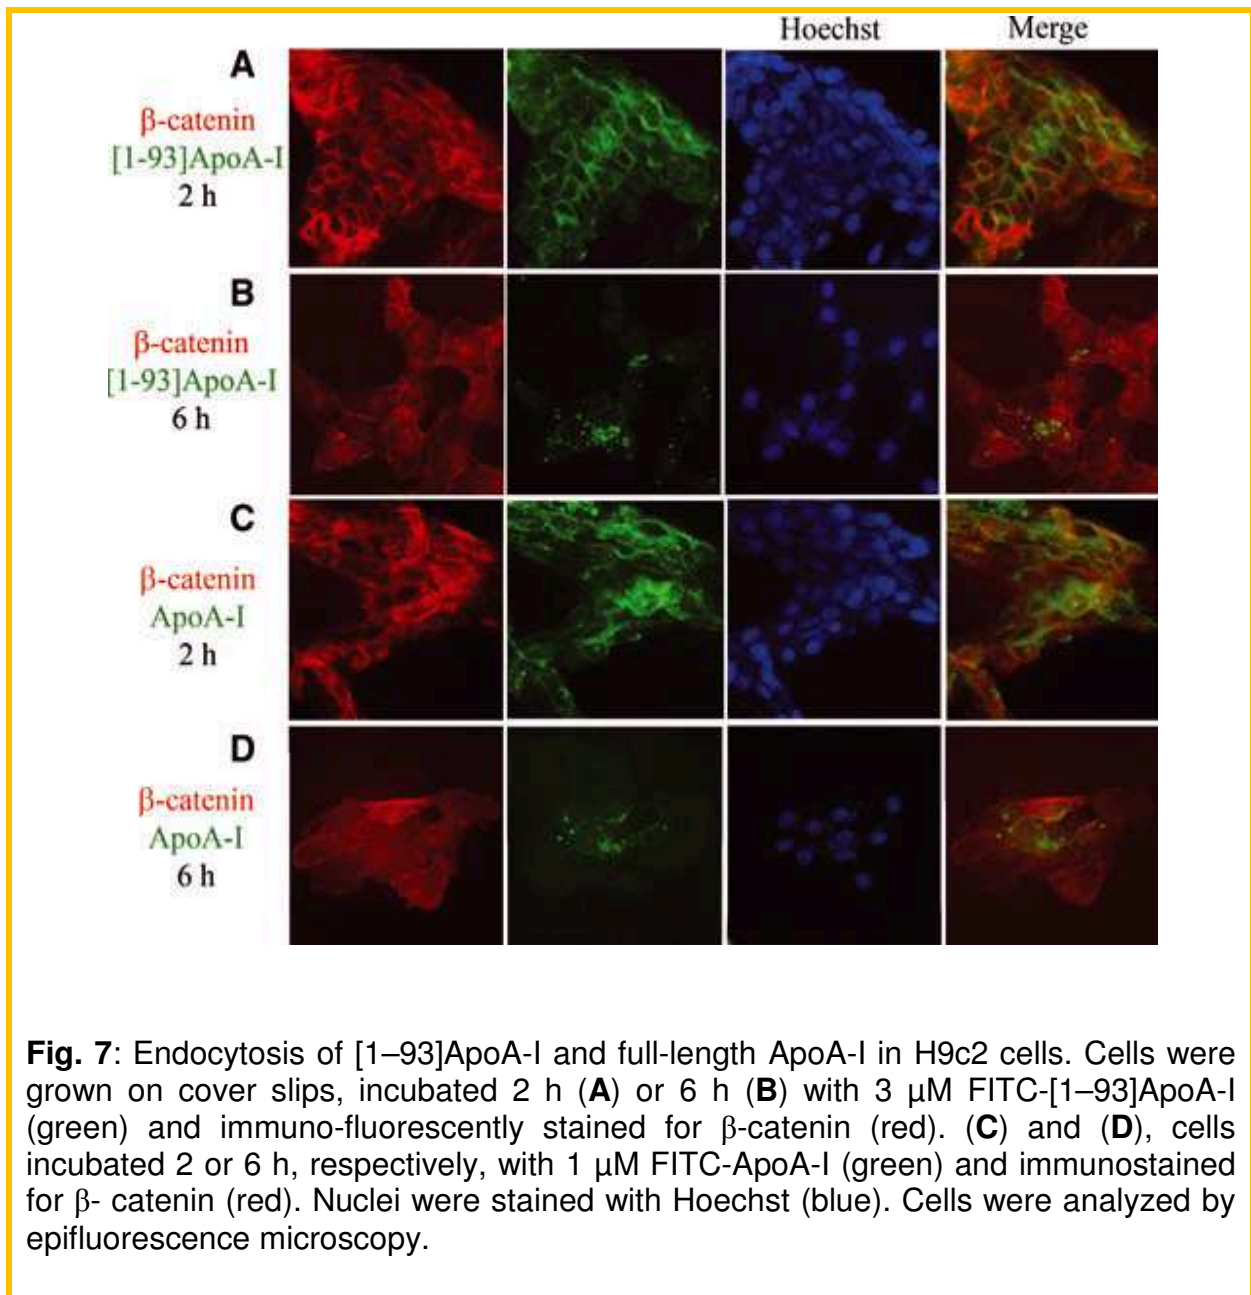 Hoechst Merge
A
β-catenin
[1-93]ApoA-I
2 h
B
β-catenin
[1-93]ApoA-I
6 h
C
β-catenin
ApoA-I
2 h
D
β-catenin
ApoA-I
6 h
Fig. 7: Endocytosis of [1–93]ApoA-I and full-length ApoA-I in H9c2 cells. Cells were
grown on cover slips, incubated 2 h (A) or 6 h (B) with 3 µM FITC-[1–93]ApoA-I
(green) and immuno-fluorescently stained for β-catenin (red). (C) and (D), cells
incubated 2 or 6 h, respectively, with 1 µM FITC-ApoA-I (green) and immunostained
for β- catenin (red). Nuclei were stained with Hoechst (blue). Cells were analyzed by
epifluorescence microscopy.